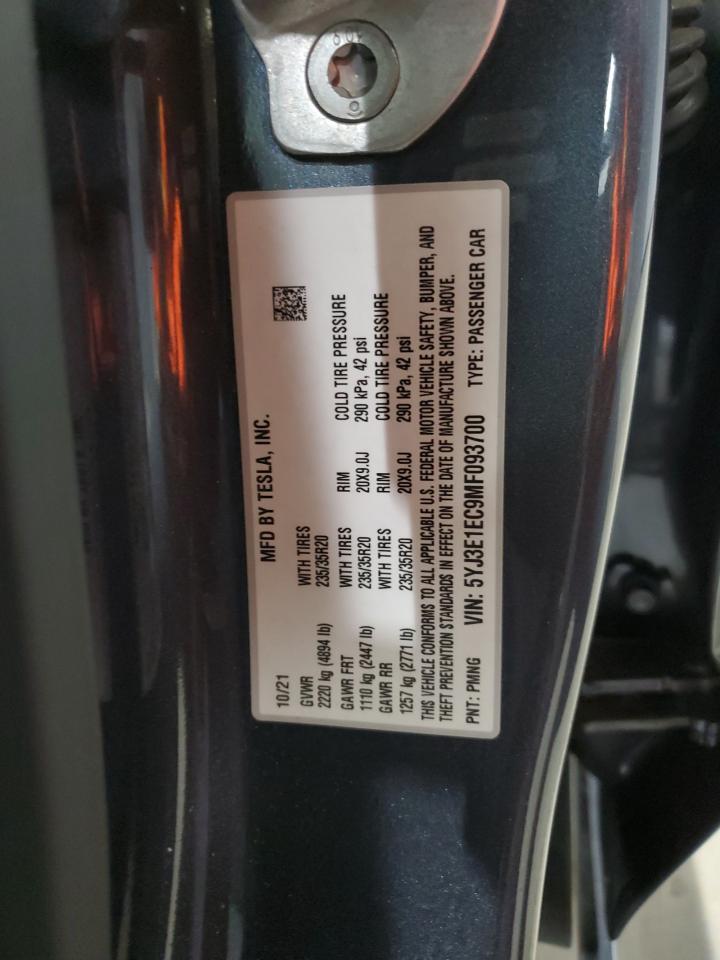 MFD BY TESLA, INC.
10/21
GVWR WITH TIRES
2220 kg (4894 lb) 235/35R20
GAWR FRT WITH TIRES RIM COLD TIRE PRESSURE
1110 kg (2447 lb) 235/35R20 20X9.0J 290 kPa, 42 psi
GAWR RR WITH TIRES RIM COLD TIRE PRESSURE
1257 kg (2771 lb) 235/35R20 20X9.0J 290 kPa, 42 psi
THIS VEHICLE CONFORMS TO ALL APPLICABLE U.S. FEDERAL MOTOR VEHICLE SAFETY, BUMPER, AND
THEFT PREVENTION STANDARDS IN EFFECT ON THE DATE OF MANUFACTURE SHOWN ABOVE.
PNT: PMNG VIN: 5YJ3E1EC9MF093700 TYPE: PASSENGER CAR